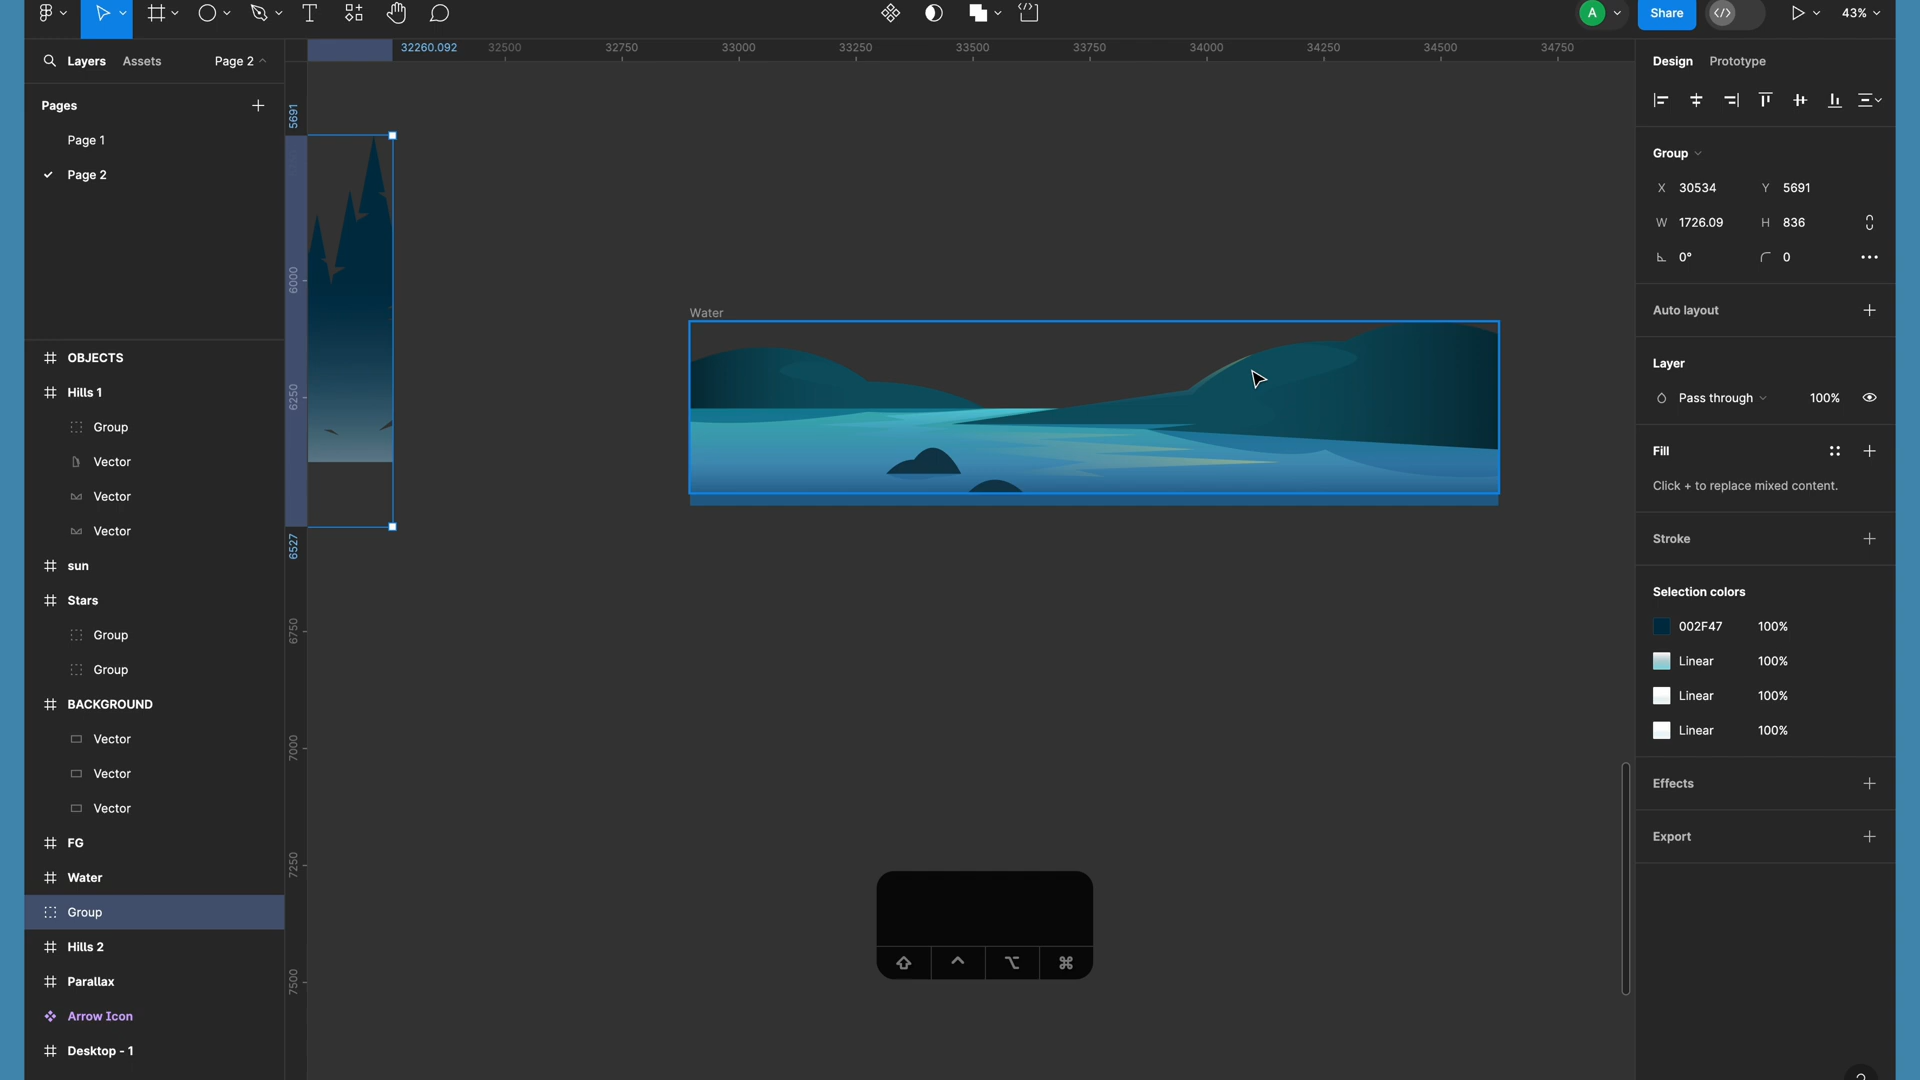 A
Share
43%
Layers
Assets
Page 2
Pages
Page 1
Page 2
OBJECTS
Hills 1
Group
Vector
Vector
Vector
sun
Stars
Group
Group
BACKGROUND
Vector
Vector
Vector
FG
Water
Group
Hills 2
Parallax
Arrow Icon
Desktop - 1
32260.092
32500
32750
33000
33250
33500
33750
34000
34250
34500
34750
5691
6000
6250
6527
6750
7000
7250
7500
Water
Design
Prototype
Group
X 30534
Y 5691
W 1726.09
H 836
0°
0
Auto layout
Layer
Pass through
100%
Fill
Click + to replace mixed content.
Stroke
Selection colors
002F47 100%
Linear 100%
Linear 100%
Linear 100%
Effects
Export